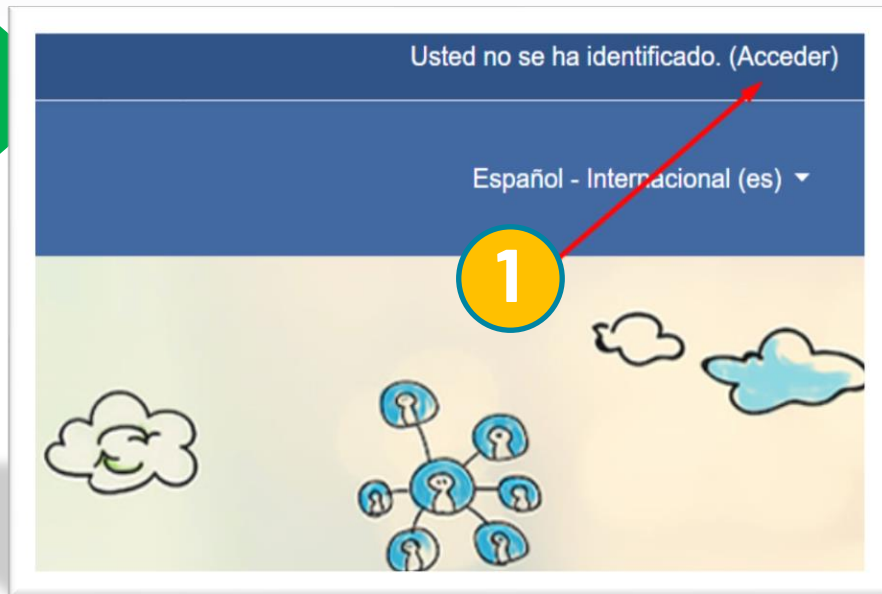 Usted no se ha identificado. (Acceder)
Español - Internacional (es)
1